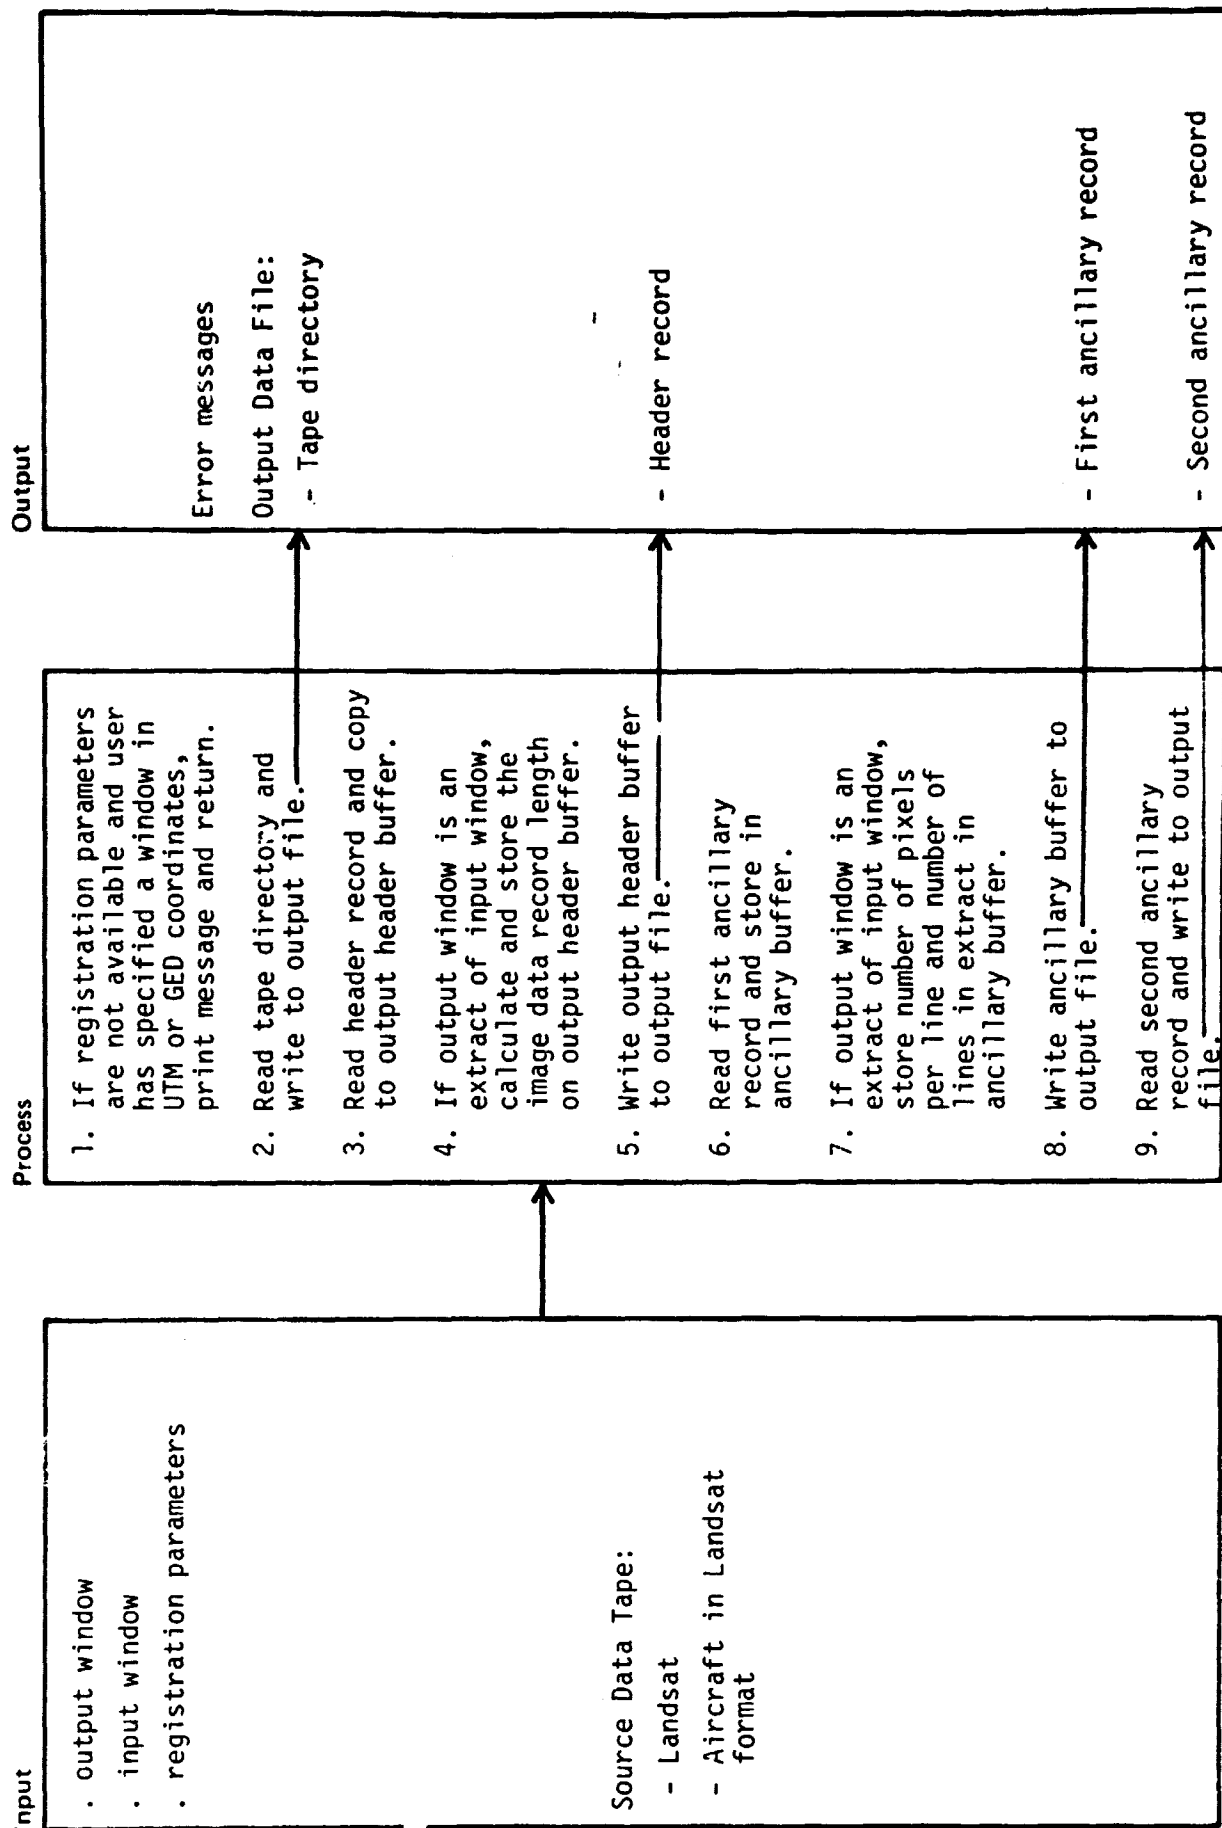 nput
. output window
. input window
. registration parameters
Source Data Tape:
- Landsat
- Aircraft in Landsat
format
Process
1. If registration parameters
are not available and user
has specified a window in
UTM or GED coordinates,
print message and return.
2. Read tape directory and
write to output file.
3. Read header record and copy
to output header buffer.
4. If output window is an
extract of input window,
calculate and store the
image data record length
on output header buffer.
5. Write output header buffer
to output file.
6. Read first ancillary
record and store in
ancillary buffer.
7. If output window is an
extract of input window,
store number of pixels
per line and number of
lines in extract in
ancillary buffer.
8. Write ancillary buffer to
output file.
9. Read second ancillary
record and write to output
file.
Output
Error messages
Output Data File:
- Tape directory
- Header record
- First ancillary record
- Second ancillary record